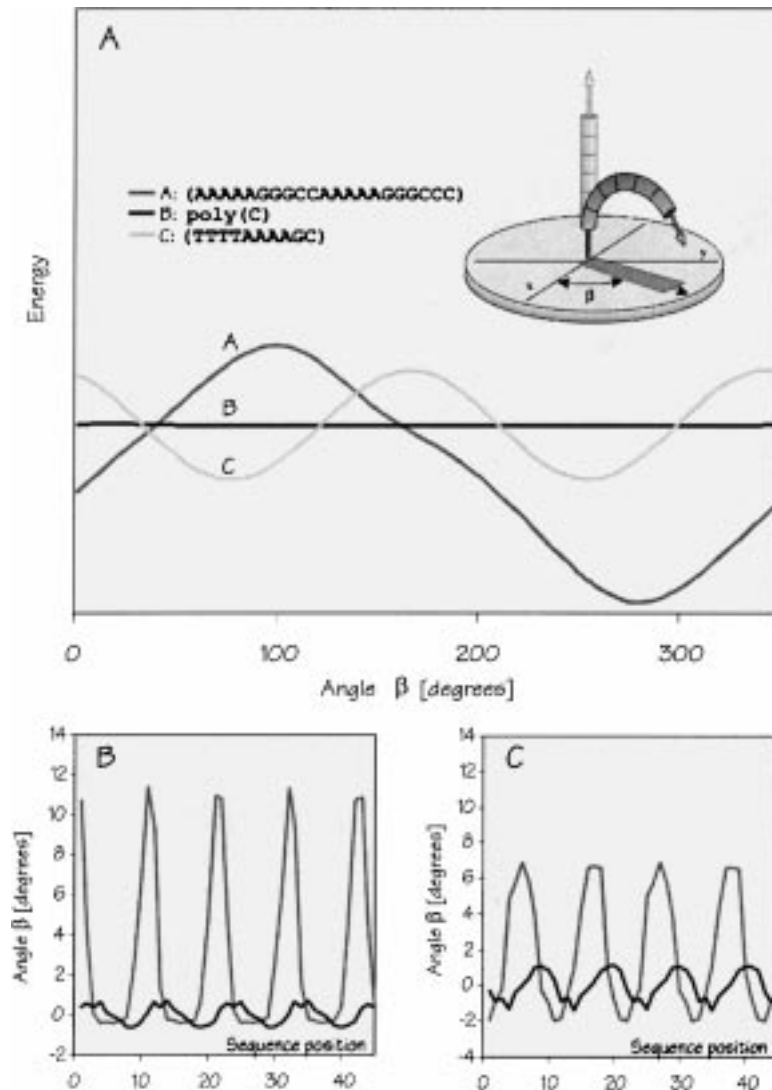 A
A: (AAAAAGGGCCAAAAAGGGCCC)
B: poly(C)
C: (TTTTAAAAGC)
Energy
x
β
y
A
B
C
0 100 200 300
Angle β [degrees]
B
14
12
10
8
6
4
2
0
-2
Angle β [degrees]
Sequence position
0 10 20 30 40
C
14
12
10
8
6
4
2
0
-2
-4
Angle β [degrees]
Sequence position
0 10 20 30 40